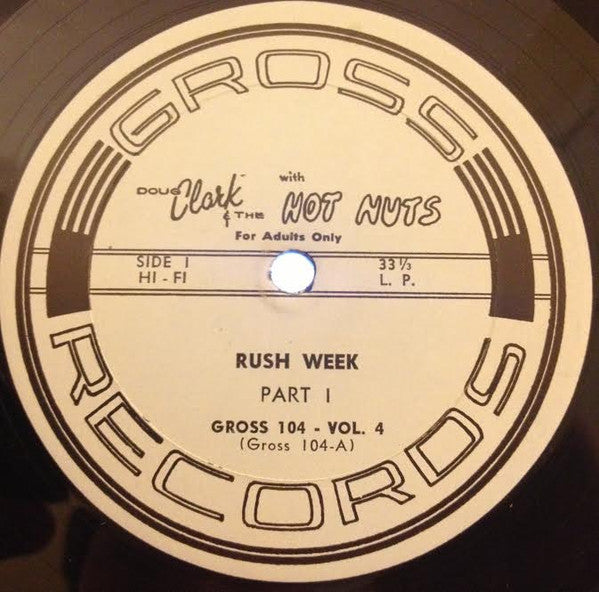 GROSS
with
DOUG Clark & THE HOT NUTS
For Adults Only
SIDE 1 33⅓
HI-FI L. P.
RUSH WEEK
PART I
GROSS 104 - VOL. 4
(Gross 104-A)
RECORDS